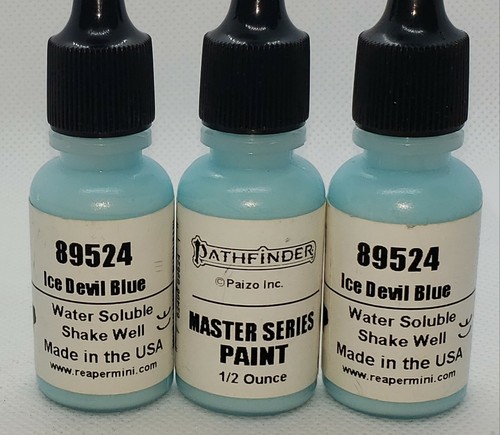 89524
Ice Devil Blue
Water Soluble
Shake Well
Made in the USA
www.reapermini.com
PATHFINDER
©Paizo Inc.
MASTER SERIES
PAINT
1/2 Ounce
89524
Ice Devil Blue
Water Soluble
Shake Well
Made in the USA
www.reapermini.com